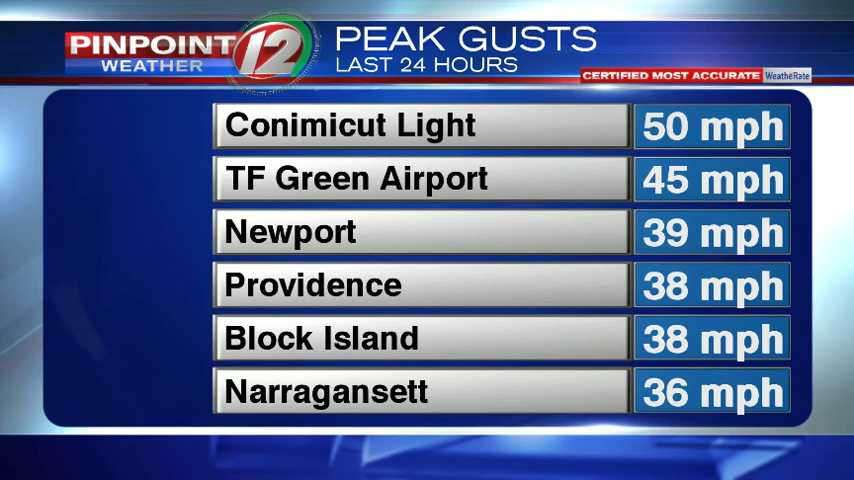 PINPOINT 12
WEATHER
PEAK GUSTS
LAST 24 HOURS
CERTIFIED MOST ACCURATE WeatheRate
Conimicut Light 50 mph
TF Green Airport 45 mph
Newport 39 mph
Providence 38 mph
Block Island 38 mph
Narragansett 36 mph